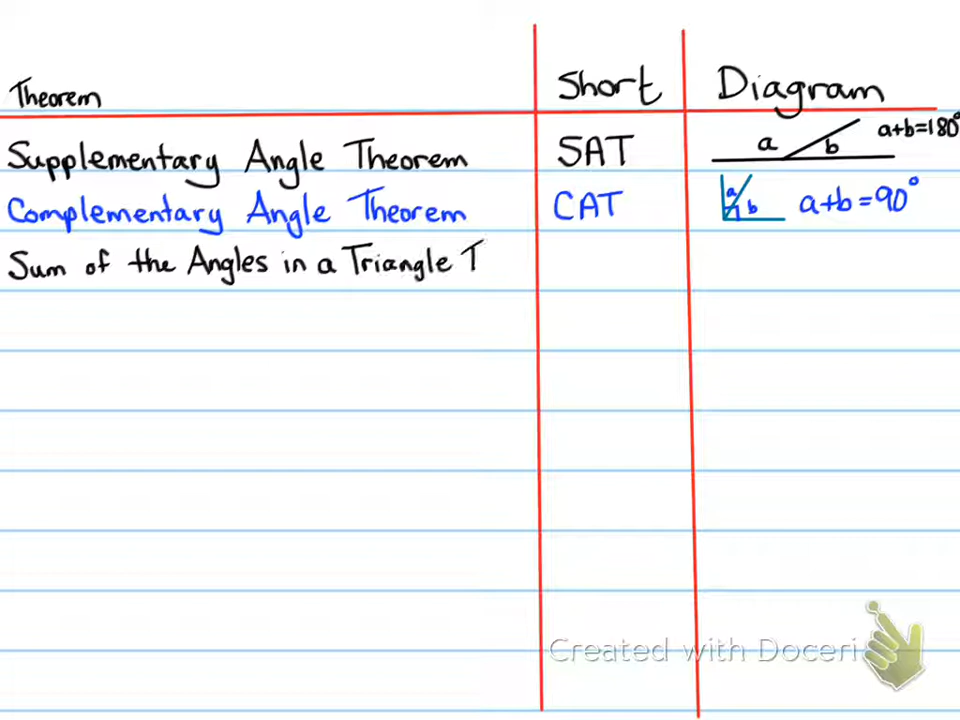 Theorem Short Diagram
Supplementary Angle Theorem SAT a b a+b=180°
Complementary Angle Theorem CAT a b a+b=90°
Sum of the Angles in a Triangle T
Created with Doceri